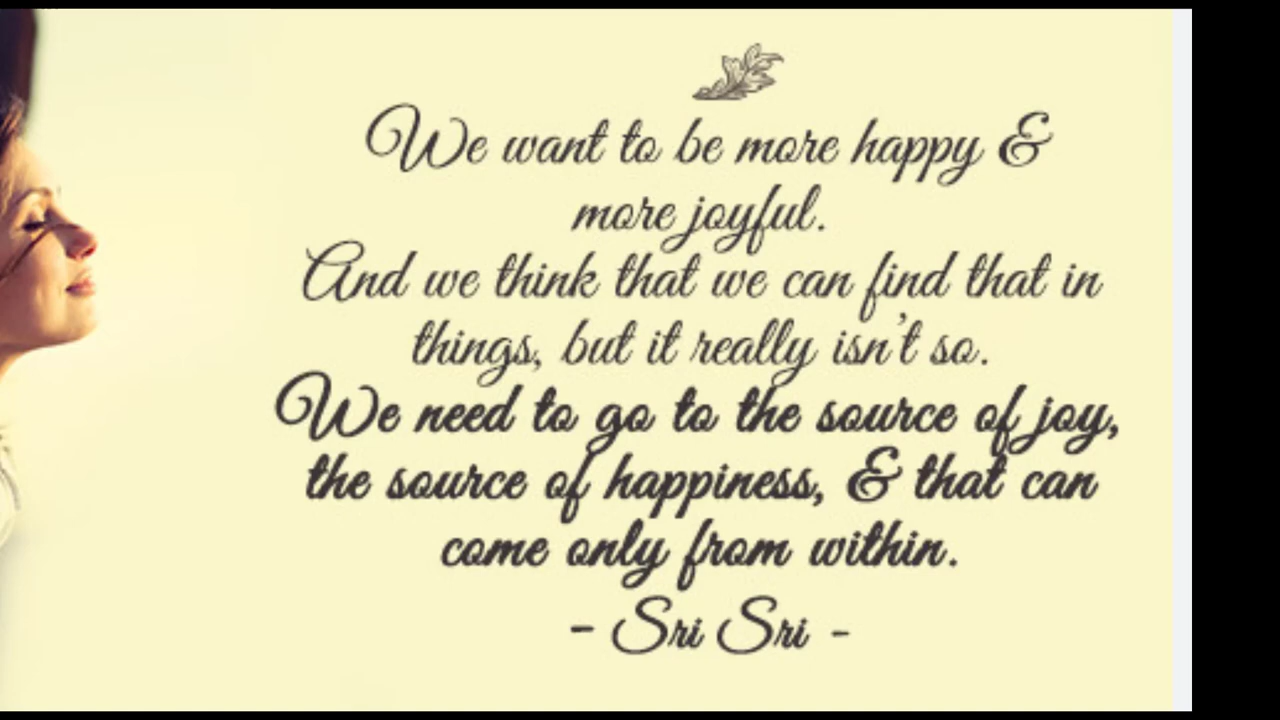 We want to be more happy &
more joyful.
And we think that we can find that in
things, but it really isn't so.
We need to go to the source of joy,
the source of happiness, & that can
come only from within.
- Sri Sri -